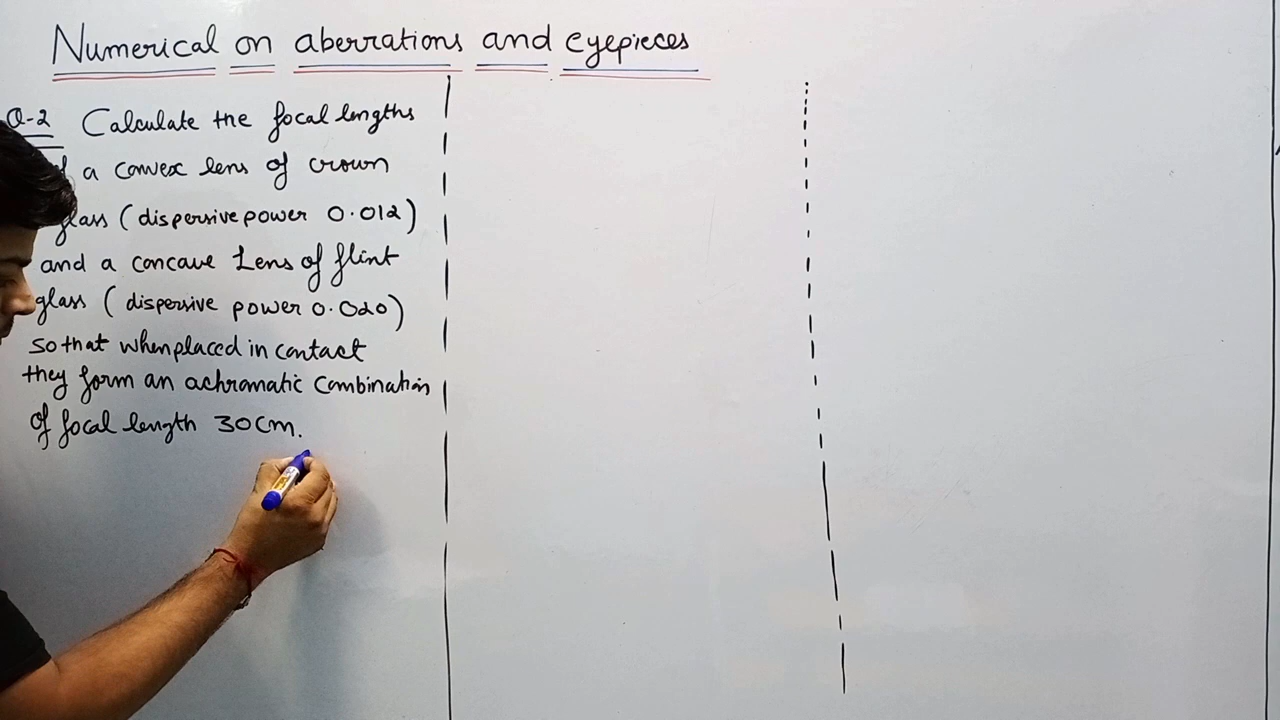 Numerical on aberrations and eyepieces
Q-2 Calculate the focal lengths
a convex lens of crown
glass (dispersive power 0.012)
and a concave Lens of flint
glass (dispersive power 0.020)
so that when placed in contact
they form an achramatic Combination
of focal length 30cm.